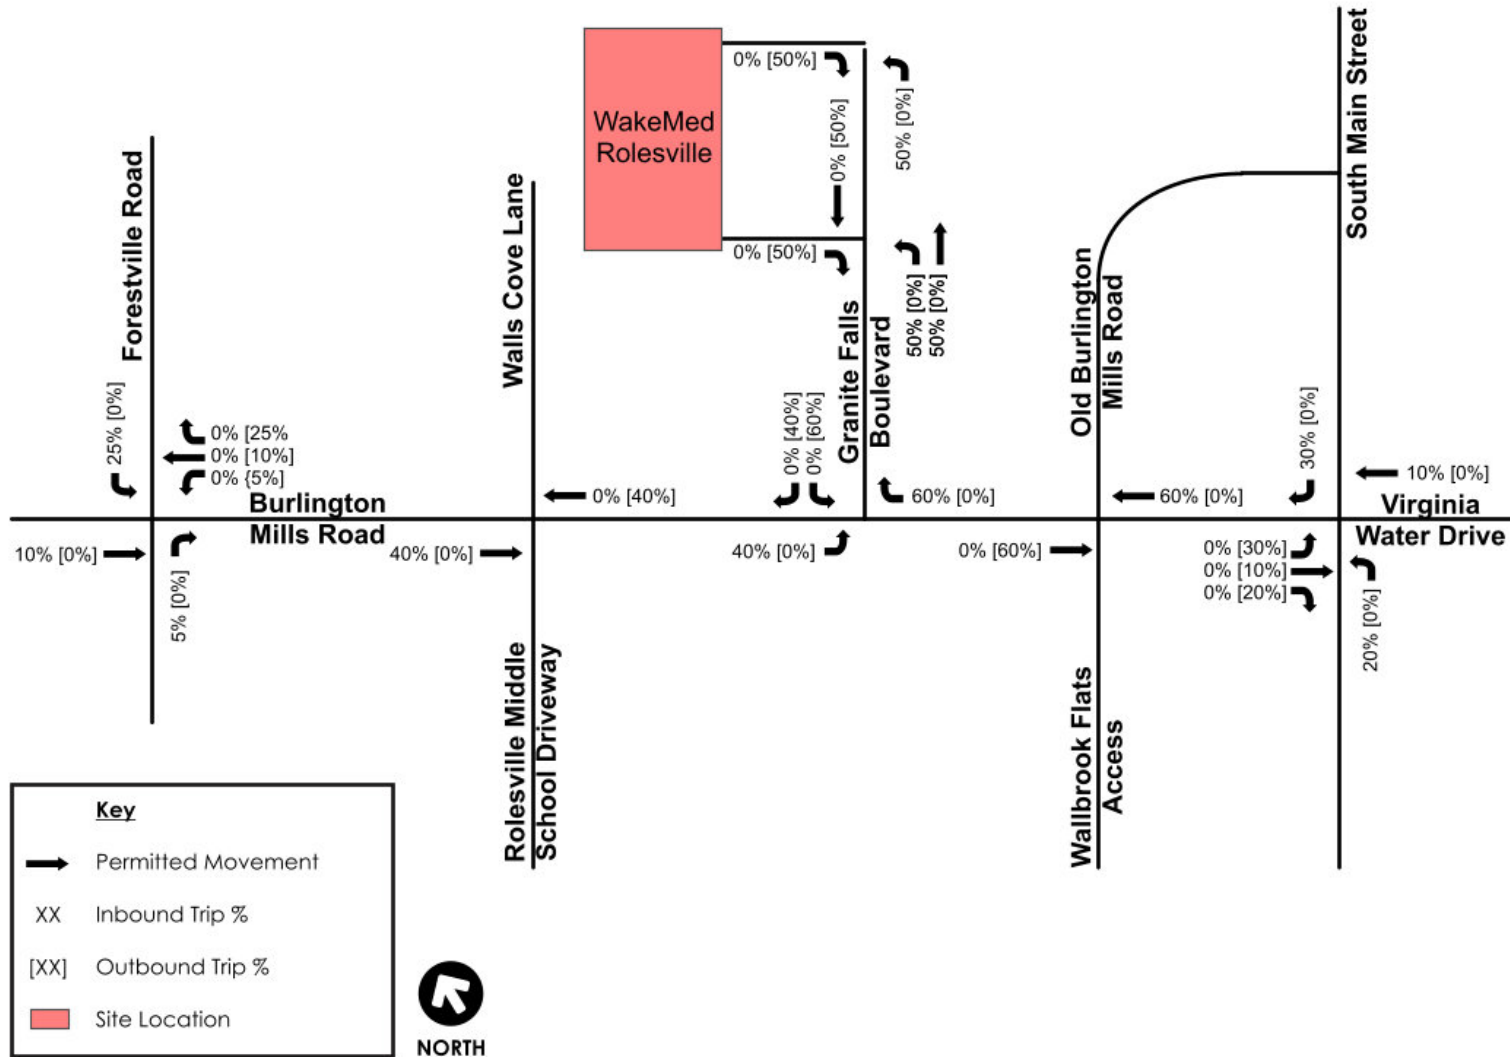 WakeMed
Rolesville
0% [50%]
0% [50%]
50% [0%]
0% [50%]
50% [0%]
50% [0%]
South Main Street
Forestville Road
Walls Cove Lane
Granite Falls
Boulevard
Old Burlington
Mills Road
25% [0%]
0% [25%
0% [10%]
0% {5%]
Burlington
Mills Road
10% [0%]
5% [0%]
0% [40%]
40% [0%]
0% [40%]
0% [60%]
60% [0%]
40% [0%]
60% [0%]
0% [60%]
30% [0%]
10% [0%]
Virginia
Water Drive
0% [30%]
0% [10%]
0% [20%]
20% [0%]
Rolesville Middle
School Driveway
Wallbrook Flats
Access
Key
Permitted Movement
XX Inbound Trip %
[XX] Outbound Trip %
Site Location
NORTH